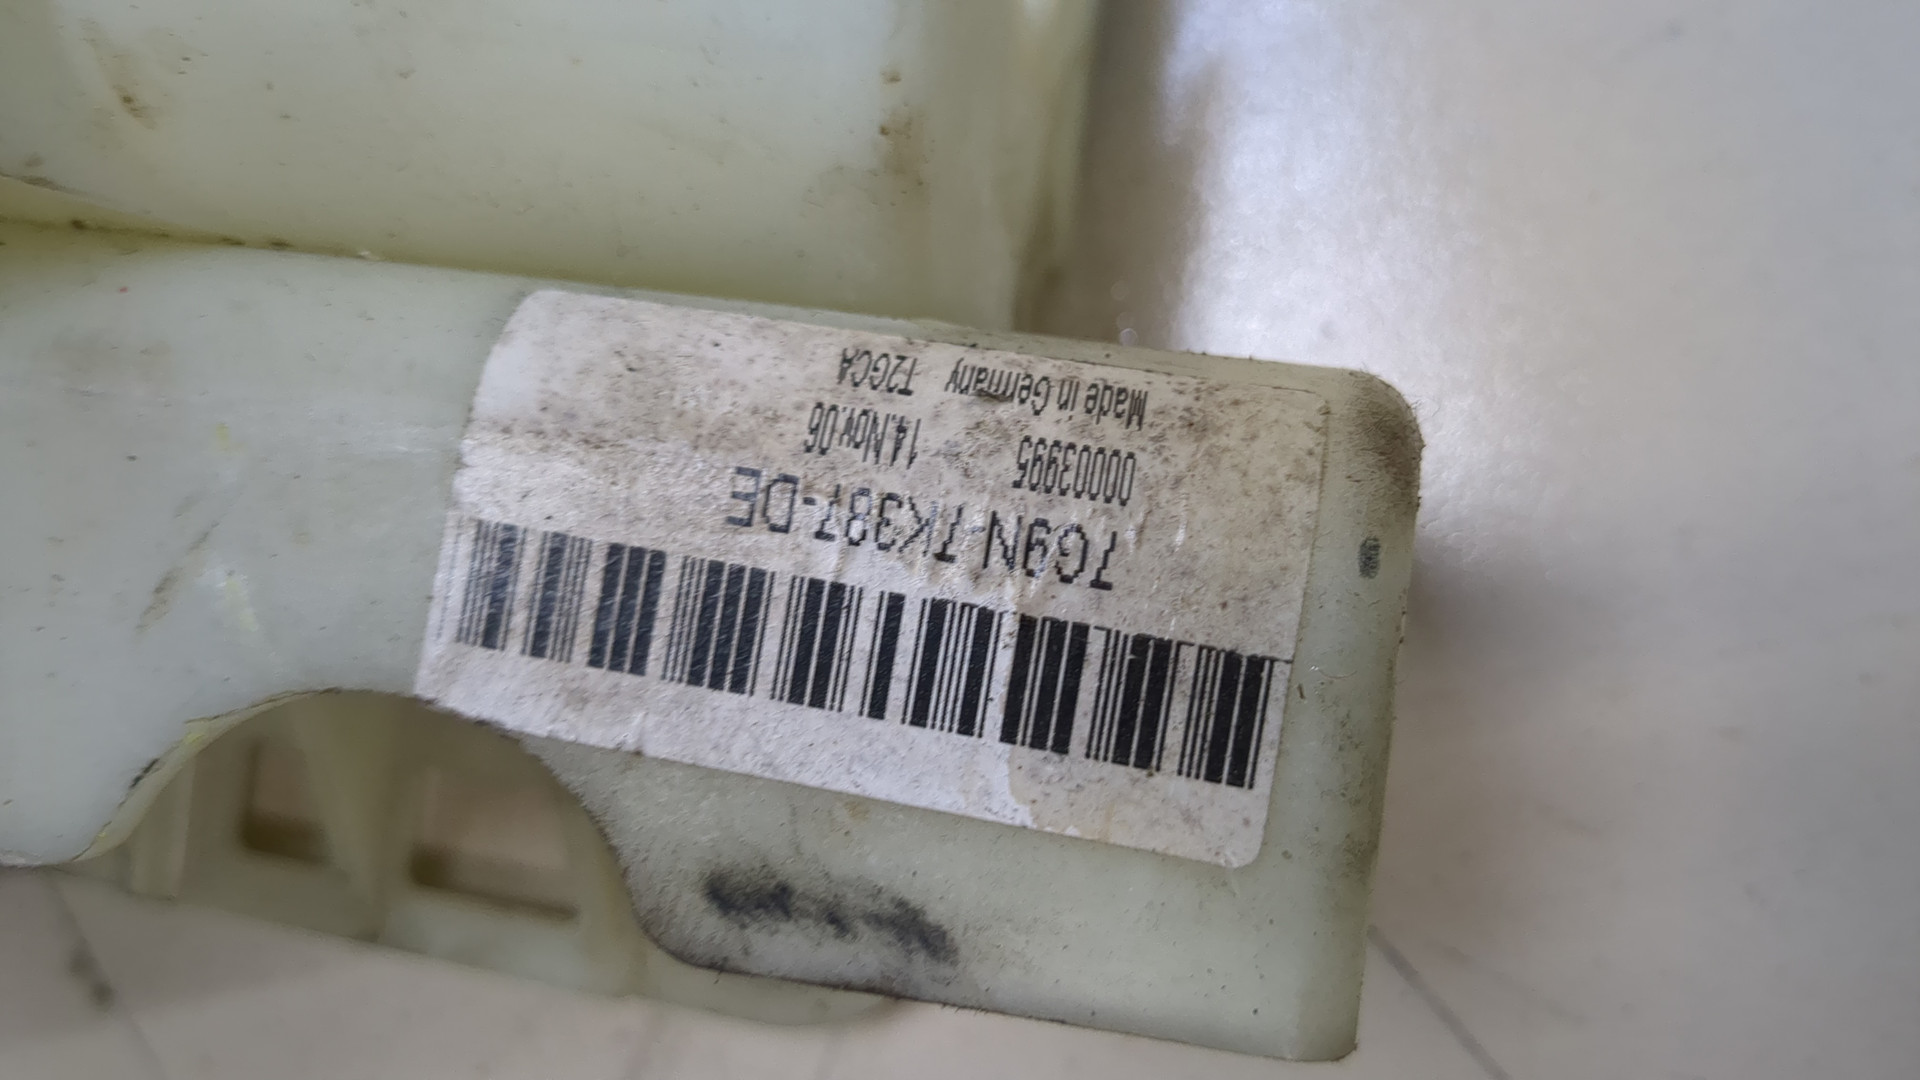 7G9N-7K387-DE
00003995 14.Nov.06
Made in Germany T2GCA